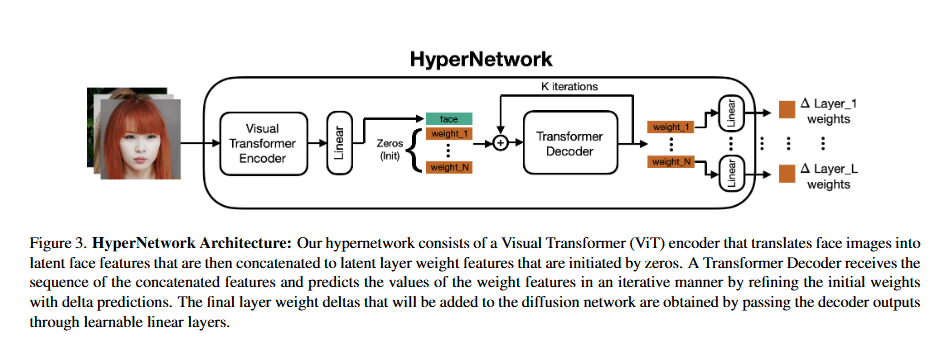 HyperNetwork
K iterations
Visual
Transformer
Encoder
Linear
Zeros
(Init)
face
weight_1
weight_N
+
Transformer
Decoder
weight_1
weight_N
Linear
Linear
Δ Layer_1
weights
Δ Layer_L
weights
Figure 3. HyperNetwork Architecture: Our hypernetwork consists of a Visual Transformer (ViT) encoder that translates face images into
latent face features that are then concatenated to latent layer weight features that are initiated by zeros. A Transformer Decoder receives the
sequence of the concatenated features and predicts the values of the weight features in an iterative manner by refining the initial weights
with delta predictions. The final layer weight deltas that will be added to the diffusion network are obtained by passing the decoder outputs
through learnable linear layers.